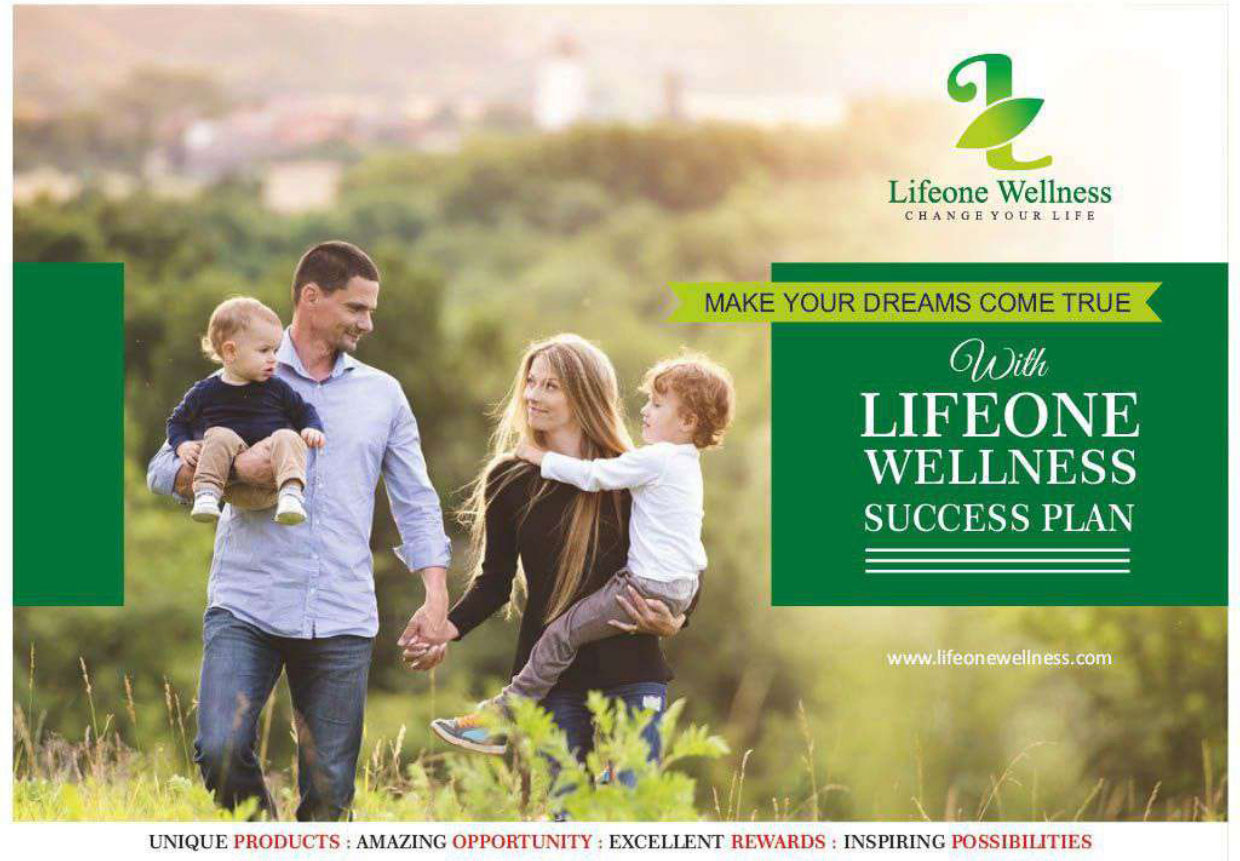 Lifeone Wellness
CHANGE YOUR LIFE
MAKE YOUR DREAMS COME TRUE
With
LIFEONE
WELLNESS
SUCCESS PLAN
www.lifeonewellness.com
UNIQUE PRODUCTS : AMAZING OPPORTUNITY : EXCELLENT REWARDS : INSPIRING POSSIBILITIES